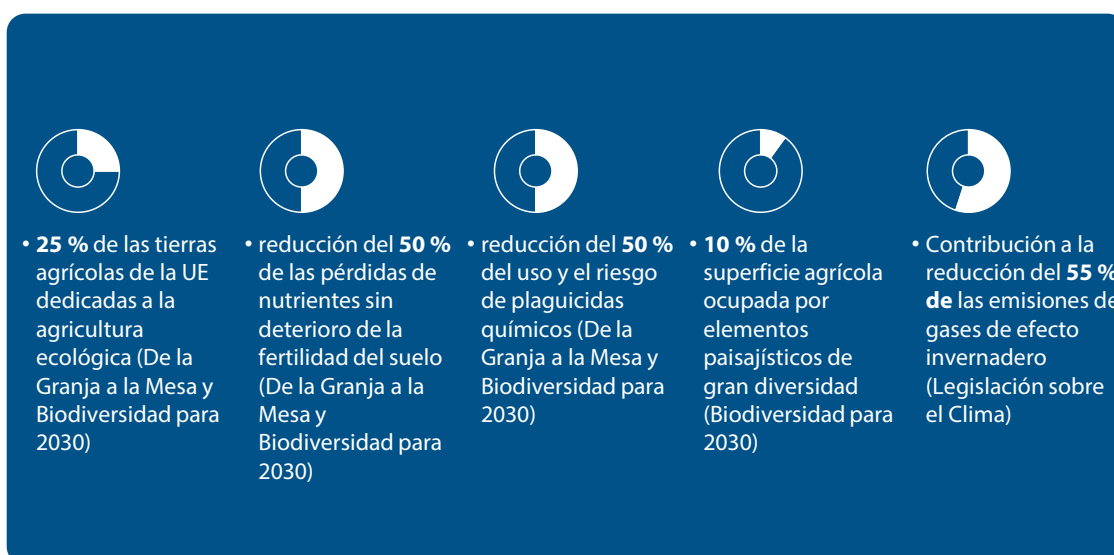 • 25 % de las tierras
agrícolas de la UE
dedicadas a la
agricultura
ecológica (De la
Granja a la Mesa y
Biodiversidad para
2030)
• reducción del 50 %
de las pérdidas de
nutrientes sin
deterioro de la
fertilidad del suelo
(De la Granja a la
Mesa y
Biodiversidad para
2030)
• reducción del 50 %
del uso y el riesgo
de plaguicidas
químicos (De la
Granja a la Mesa y
Biodiversidad para
2030)
• 10 % de la
superficie agrícola
ocupada por
elementos
paisajísticos de
gran diversidad
(Biodiversidad para
2030)
• Contribución a la
reducción del 55 %
de las emisiones de
gases de efecto
invernadero
(Legislación sobre
el Clima)